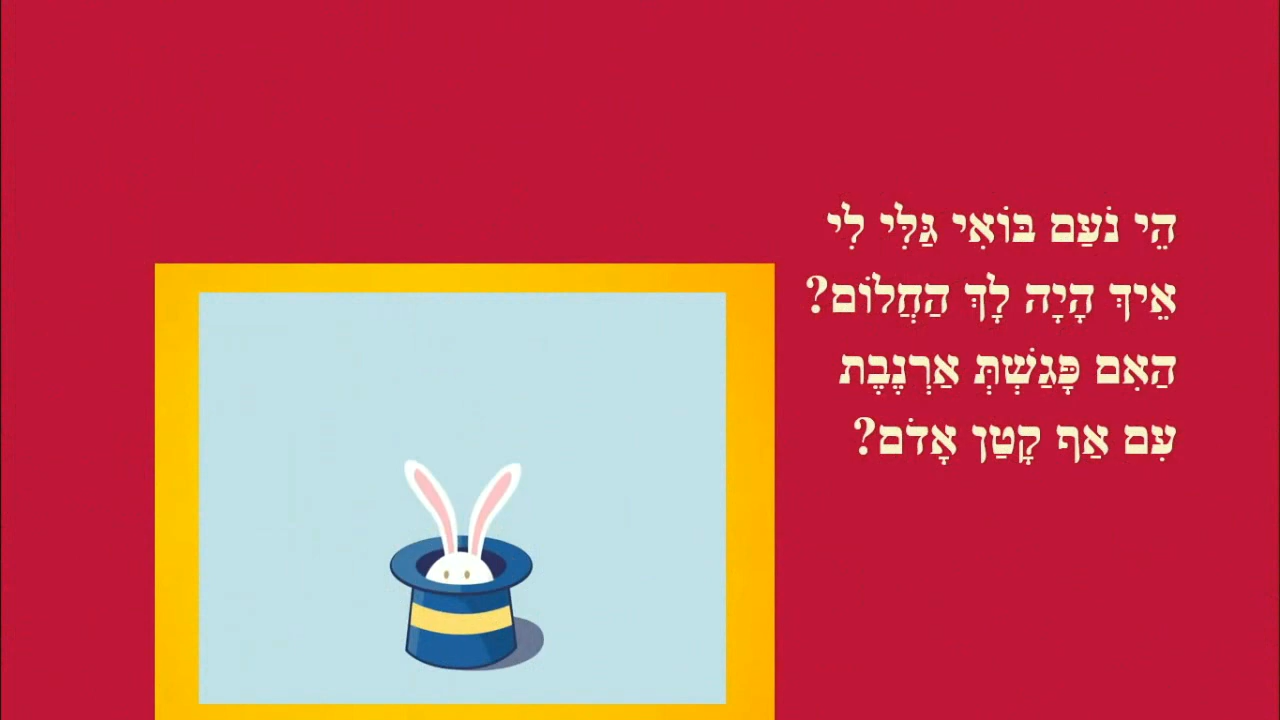 הֵי נֹעַם בּוֹאִי גַּלִּי לִי
אֵיךְ הָיָה לָךְ הַחֲלוֹם?
הַאִם פָּגַשְׁתְּ אַרְנֶבֶת
עִם אַף קָטַן אָדֹם?